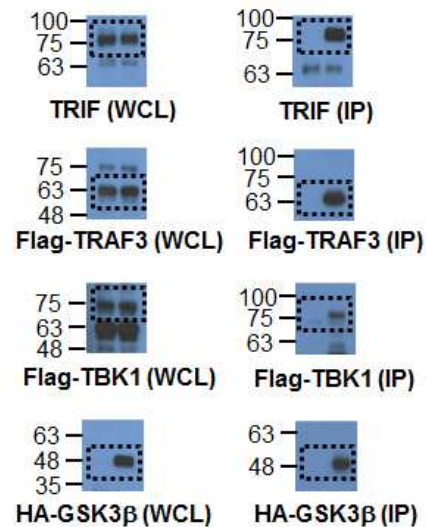 100
75
63
TRIF (WCL)
100
75
63
TRIF (IP)
75
63
48
Flag-TRAF3 (WCL)
100
75
63
Flag-TRAF3 (IP)
75
63
48
Flag-TBK1 (WCL)
100
75
63
Flag-TBK1 (IP)
63
48
35
HA-GSK3β (WCL)
63
48
HA-GSK3β (IP)